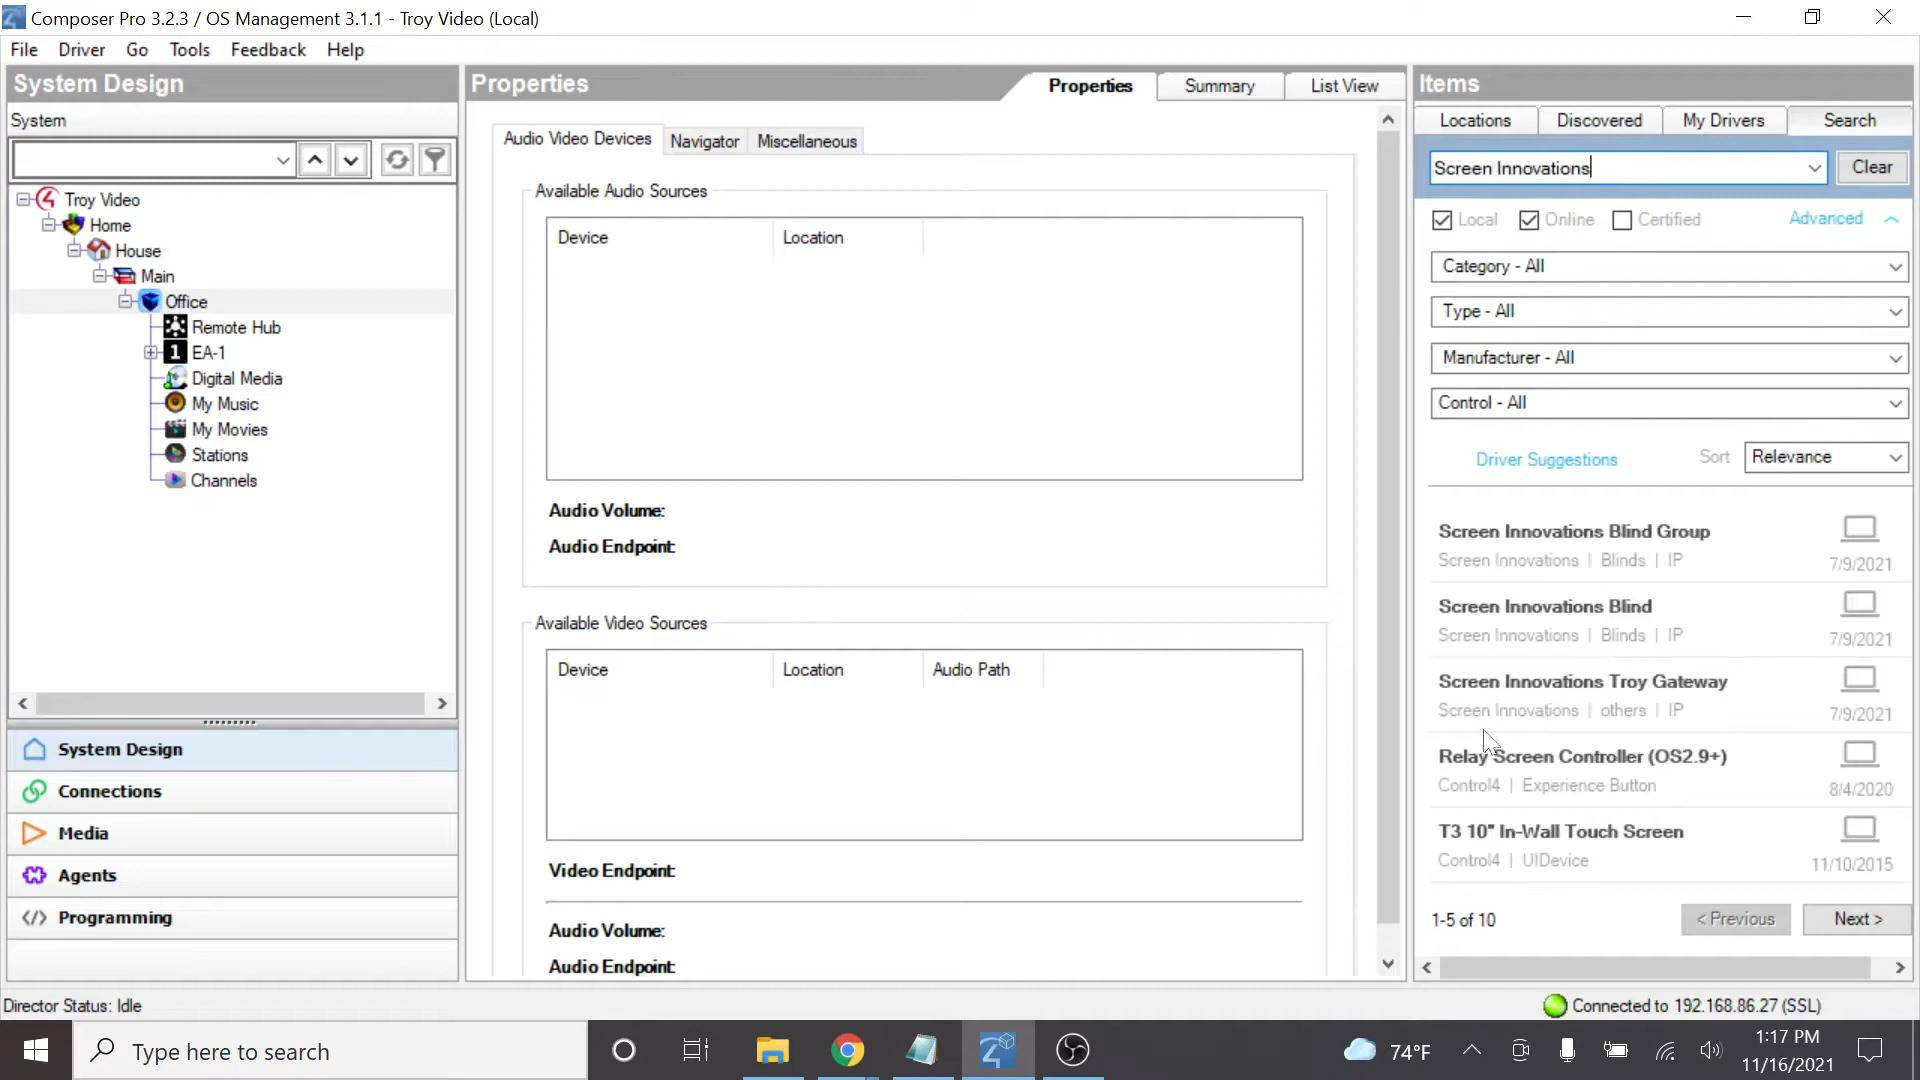 Composer Pro 3.2.3 / OS Management 3.1.1 - Troy Video (Local)
File Driver Go Tools Feedback Help
System Design
System
Troy Video
Home
House
Main
Office
Remote Hub
1 EA-1
Digital Media
My Music
My Movies
Stations
Channels
System Design
Connections
Media
Agents
Programming
Properties
Properties Summary List View
Audio Video Devices Navigator Miscellaneous
Available Audio Sources
Device Location
Audio Volume:
Audio Endpoint:
Available Video Sources
Device Location Audio Path
Video Endpoint:
Audio Volume:
Audio Endpoint:
Items
Locations Discovered My Drivers Search
Screen Innovations Clear
Local Online Certified Advanced
Category - All
Type - All
Manufacturer - All
Control - All
Driver Suggestions Sort Relevance
Screen Innovations Blind Group
Screen Innovations | Blinds | IP 7/9/2021
Screen Innovations Blind
Screen Innovations | Blinds | IP 7/9/2021
Screen Innovations Troy Gateway
Screen Innovations | others | IP 7/9/2021
Relay Screen Controller (OS2.9+)
Control4 | Experience Button 8/4/2020
T3 10" In-Wall Touch Screen
Control4 | UIDevice 11/10/2015
1-5 of 10 < Previous Next >
Director Status: Idle Connected to 192.168.86.27 (SSL)
Type here to search 74°F 1:17 PM
11/16/2021